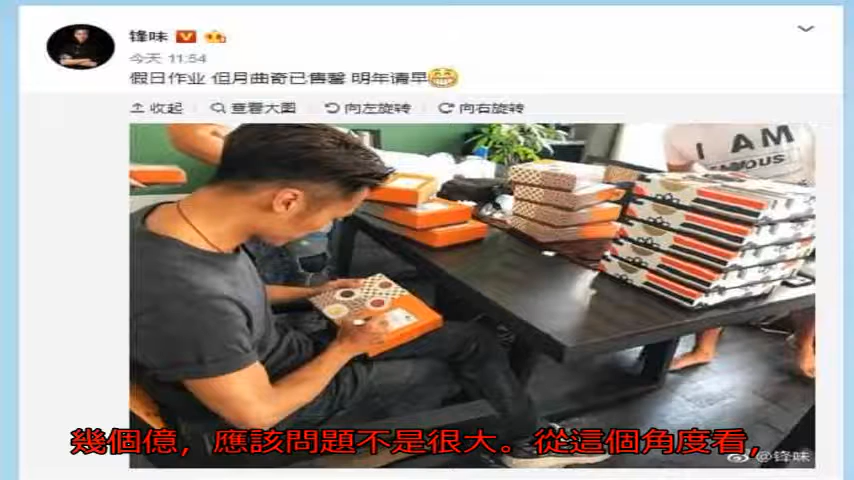 锋味
今天 11:54
假日作业 但月曲奇已售罄 明年请早
收起 查看大图 向左旋转 向右旋转
I AM
FAMOUS
幾個億，應該問題不是很大。從這個角度看，
@锋味